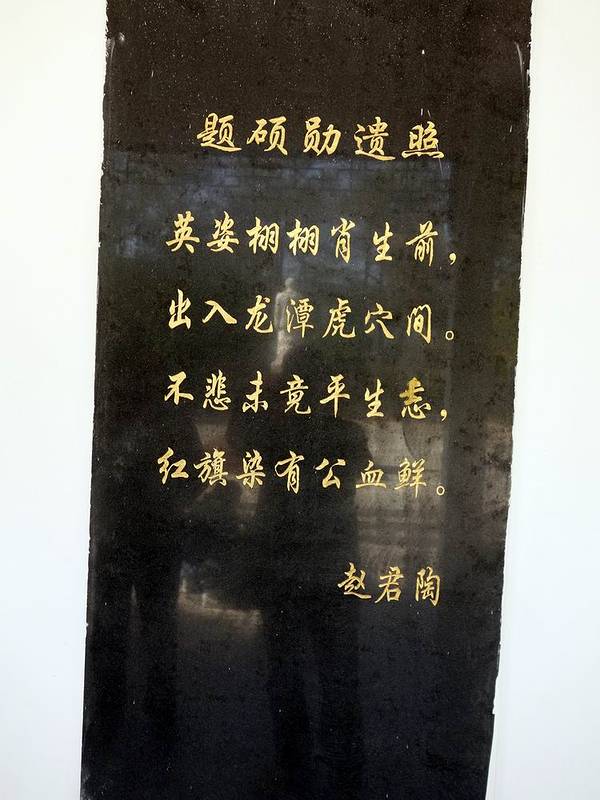 题硕勋遗照
英姿栩栩肖生前，
出入龙潭虎穴间。
不悲未竟平生志，
红旗染有公血鲜。
赵君陶